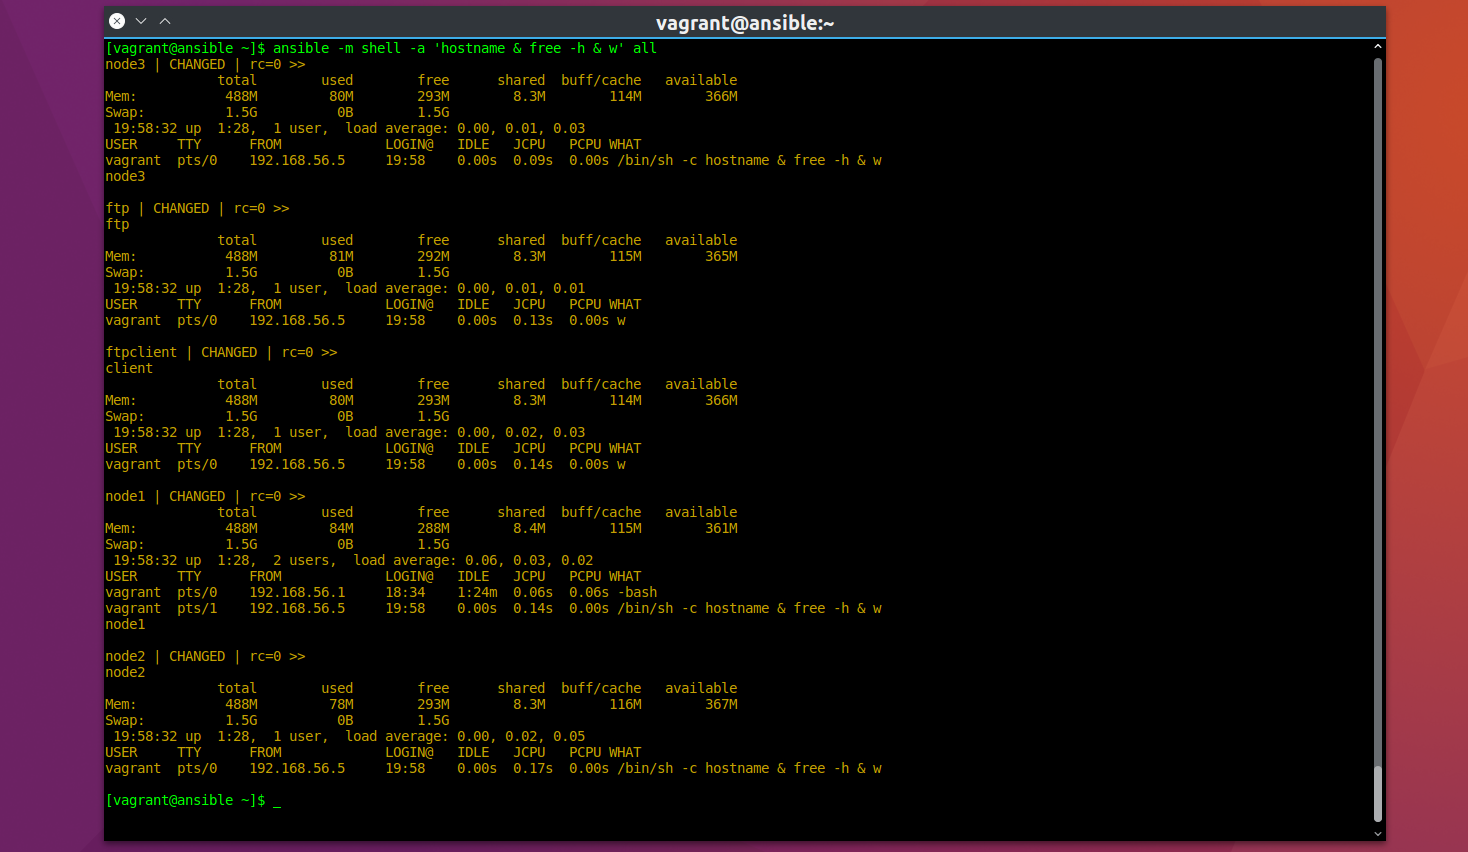 vagrant@ansible:~
[vagrant@ansible ~]$ ansible -m shell -a 'hostname & free -h & w' all
node3 | CHANGED | rc=0 >>
              total        used        free      shared  buff/cache   available
Mem:           488M         80M        293M        8.3M        114M        366M
Swap:          1.5G          0B        1.5G
 19:58:32 up  1:28,  1 user,  load average: 0.00, 0.01, 0.03
USER     TTY      FROM             LOGIN@   IDLE   JCPU   PCPU WHAT
vagrant  pts/0    192.168.56.5     19:58    0.00s  0.09s  0.00s /bin/sh -c hostname & free -h & w
node3
ftp | CHANGED | rc=0 >>
ftp
              total        used        free      shared  buff/cache   available
Mem:           488M         81M        292M        8.3M        115M        365M
Swap:          1.5G          0B        1.5G
 19:58:32 up  1:28,  1 user,  load average: 0.00, 0.01, 0.01
USER     TTY      FROM             LOGIN@   IDLE   JCPU   PCPU WHAT
vagrant  pts/0    192.168.56.5     19:58    0.00s  0.13s  0.00s w
ftpclient | CHANGED | rc=0 >>
client
              total        used        free      shared  buff/cache   available
Mem:           488M         80M        293M        8.3M        114M        366M
Swap:          1.5G          0B        1.5G
 19:58:32 up  1:28,  1 user,  load average: 0.00, 0.02, 0.03
USER     TTY      FROM             LOGIN@   IDLE   JCPU   PCPU WHAT
vagrant  pts/0    192.168.56.5     19:58    0.00s  0.14s  0.00s w
node1 | CHANGED | rc=0 >>
              total        used        free      shared  buff/cache   available
Mem:           488M         84M        288M        8.4M        115M        361M
Swap:          1.5G          0B        1.5G
 19:58:32 up  1:28,  2 users,  load average: 0.06, 0.03, 0.02
USER     TTY      FROM             LOGIN@   IDLE   JCPU   PCPU WHAT
vagrant  pts/0    192.168.56.1     18:34    1:24m  0.06s  0.06s -bash
vagrant  pts/1    192.168.56.5     19:58    0.00s  0.14s  0.00s /bin/sh -c hostname & free -h & w
node1
node2 | CHANGED | rc=0 >>
node2
              total        used        free      shared  buff/cache   available
Mem:           488M         78M        293M        8.3M        116M        367M
Swap:          1.5G          0B        1.5G
 19:58:32 up  1:28,  1 user,  load average: 0.00, 0.02, 0.05
USER     TTY      FROM             LOGIN@   IDLE   JCPU   PCPU WHAT
vagrant  pts/0    192.168.56.5     19:58    0.00s  0.17s  0.00s /bin/sh -c hostname & free -h & w
[vagrant@ansible ~]$ _